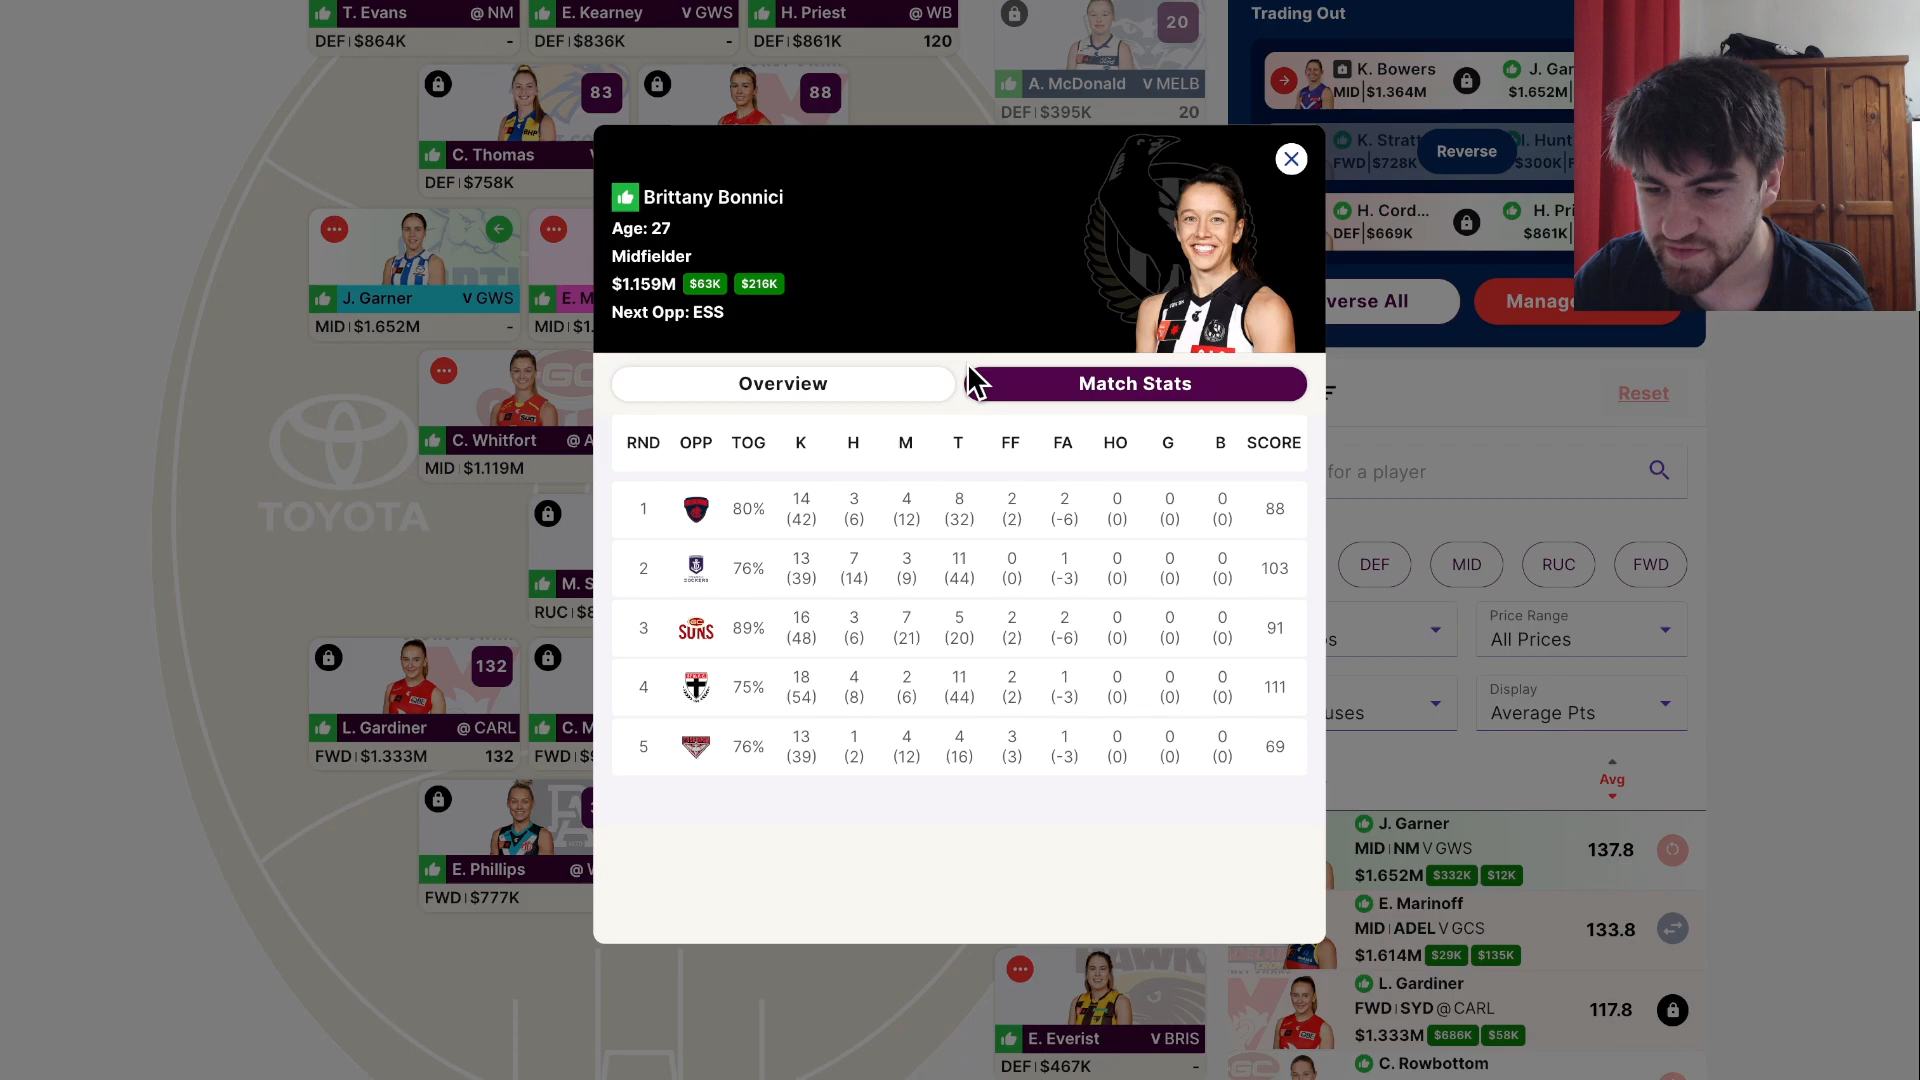 T. Evans @ NM
DEF $864K -
E. Kearney V GWS
DEF $836K -
H. Priest @ WB
DEF $861K 120
20
A. McDonald V MELB
DEF $395K 20
Trading Out
K. Bowers
MID $1.364M
J. Gar
$1.652M
K. Stratt
FWD $728K
Reverse
I. Hunt
$300K F
H. Cord...
DEF $669K
H. Pri
$861K
verse All
Manag
83
C. Thomas
DEF $758K
88
J. Garner V GWS
MID $1.652M -
E. M
MID $1.
C. Whitfort @ A
MID $1.119M
TOYOTA
M. S
RUC $8
132
L. Gardiner @ CARL
FWD $1.333M 132
C. M
FWD $9
E. Phillips @ W
FWD $777K
Brittany Bonnici
Age: 27
Midfielder
$1.159M $63K $216K
Next Opp: ESS
Overview
Match Stats
RND OPP TOG K H M T FF FA HO G B SCORE
1 80% 14 3 4 8 2 2 0 0 0 88
(42) (6) (12) (32) (2) (-6) (0) (0) (0)
2 76% 13 7 3 11 0 1 0 0 0 103
(39) (14) (9) (44) (0) (-3) (0) (0) (0)
3 SUNS 89% 16 3 7 5 2 2 0 0 0 91
(48) (6) (21) (20) (2) (-6) (0) (0) (0)
4 75% 18 4 2 11 2 1 0 0 0 111
(54) (8) (6) (44) (2) (-3) (0) (0) (0)
5 76% 13 1 4 4 3 1 0 0 0 69
(39) (2) (12) (16) (3) (-3) (0) (0) (0)
Reset
for a player
DEF MID RUC FWD
Price Range
All Prices
Display
uses
Average Pts
Avg
J. Garner
MID NM V GWS 137.8
$1.652M $332K $12K
E. Marinoff
MID ADEL V GCS 133.8
$1.614M $29K $135K
L. Gardiner
FWD SYD @ CARL 117.8
$1.333M $686K $58K
C. Rowbottom
HAWK
E. Everist V BRIS
DEF $467K -